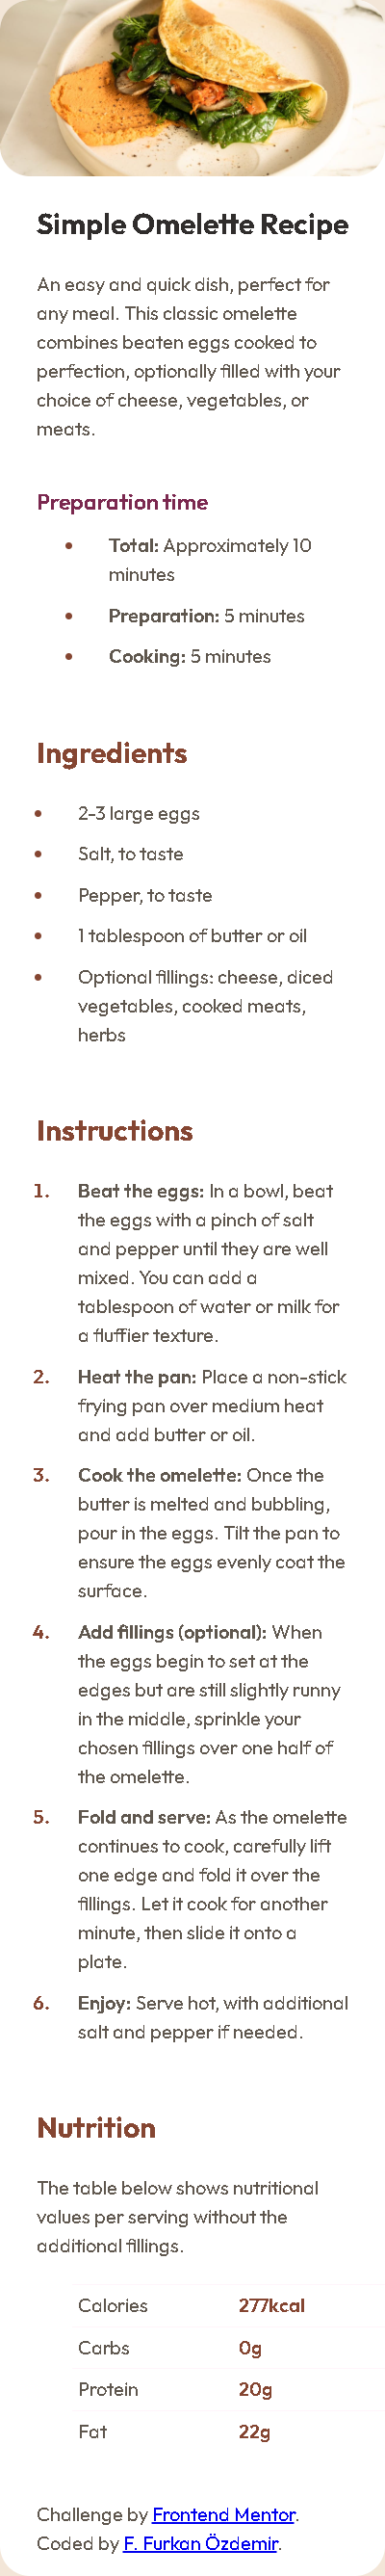 Simple Omelette Recipe
An easy and quick dish, perfect for
any meal. This classic omelette
combines beaten eggs cooked to
perfection, optionally filled with your
choice of cheese, vegetables, or
meats.
Preparation time
• Total: Approximately 10
minutes
• Preparation: 5 minutes
• Cooking: 5 minutes
Ingredients
• 2-3 large eggs
• Salt, to taste
• Pepper, to taste
• 1 tablespoon of butter or oil
• Optional fillings: cheese, diced
vegetables, cooked meats,
herbs
Instructions
1. Beat the eggs: In a bowl, beat
the eggs with a pinch of salt
and pepper until they are well
mixed. You can add a
tablespoon of water or milk for
a fluffier texture.
2. Heat the pan: Place a non-stick
frying pan over medium heat
and add butter or oil.
3. Cook the omelette: Once the
butter is melted and bubbling,
pour in the eggs. Tilt the pan to
ensure the eggs evenly coat the
surface.
4. Add fillings (optional): When
the eggs begin to set at the
edges but are still slightly runny
in the middle, sprinkle your
chosen fillings over one half of
the omelette.
5. Fold and serve: As the omelette
continues to cook, carefully lift
one edge and fold it over the
fillings. Let it cook for another
minute, then slide it onto a
plate.
6. Enjoy: Serve hot, with additional
salt and pepper if needed.
Nutrition
The table below shows nutritional
values per serving without the
additional fillings.
Calories 277kcal
Carbs 0g
Protein 20g
Fat 22g
Challenge by Frontend Mentor.
Coded by F. Furkan Özdemir.